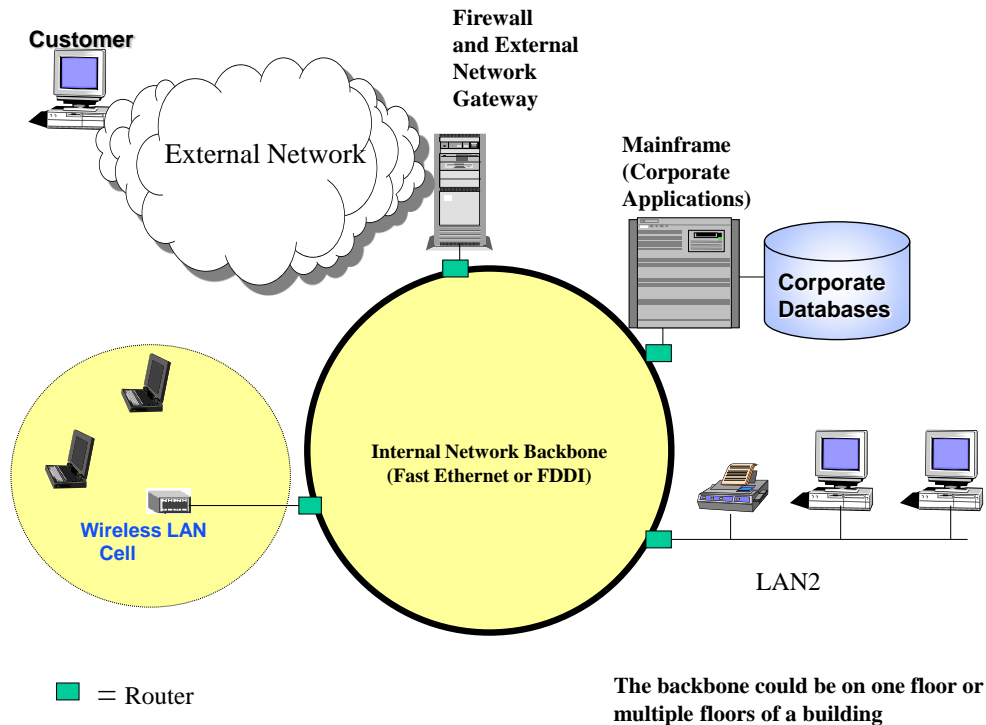 Customer
Firewall
and External
Network
Gateway
External Network
Mainframe
(Corporate
Applications)
Corporate
Databases
Internal Network Backbone
(Fast Ethernet or FDDI)
Wireless LAN
Cell
LAN2
= Router
The backbone could be on one floor or
multiple floors of a building